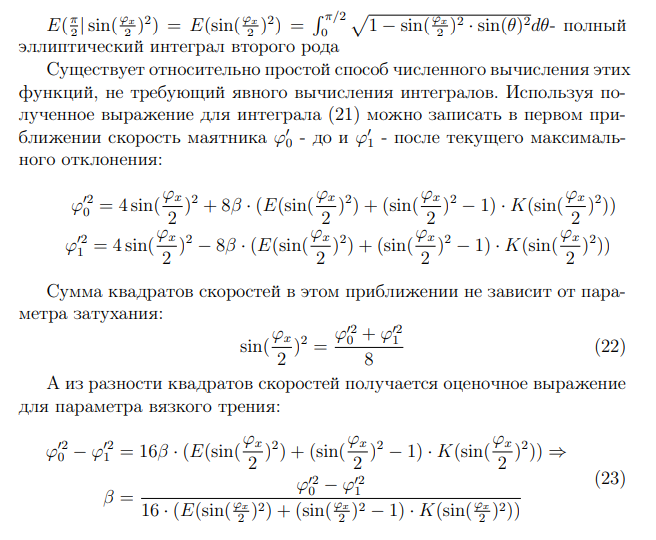 $E(\frac{\pi}{2}|\sin(\frac{\varphi_x}{2})^2) = E(\sin(\frac{\varphi_x}{2})^2) = \int_0^{\pi/2} \sqrt{1 - \sin(\frac{\varphi_x}{2})^2 \cdot \sin(\theta)^2} d\theta$- полный
эллиптический интеграл второго рода
Существует относительно простой способ численного вычисления этих
функций, не требующий явного вычисления интегралов. Используя по-
лученное выражение для интеграла (21) можно записать в первом при-
ближении скорость маятника $\varphi_0'$ - до и $\varphi_1'$ - после текущего максималь-
ного отклонения:
$\varphi_0'^2 = 4\sin(\frac{\varphi_x}{2})^2 + 8\beta \cdot (E(\sin(\frac{\varphi_x}{2})^2) + (\sin(\frac{\varphi_x}{2})^2 - 1) \cdot K(\sin(\frac{\varphi_x}{2})^2))$
$\varphi_1'^2 = 4\sin(\frac{\varphi_x}{2})^2 - 8\beta \cdot (E(\sin(\frac{\varphi_x}{2})^2) + (\sin(\frac{\varphi_x}{2})^2 - 1) \cdot K(\sin(\frac{\varphi_x}{2})^2))$
Сумма квадратов скоростей в этом приближении не зависит от пара-
метра затухания:
$\sin(\frac{\varphi_x}{2})^2 = \frac{\varphi_0'^2 + \varphi_1'^2}{8}$ (22)
А из разности квадратов скоростей получается оценочное выражение
для параметра вязкого трения:
$\varphi_0'^2 - \varphi_1'^2 = 16\beta \cdot (E(\sin(\frac{\varphi_x}{2})^2) + (\sin(\frac{\varphi_x}{2})^2 - 1) \cdot K(\sin(\frac{\varphi_x}{2})^2)) \Rightarrow$
$\beta = \frac{\varphi_0'^2 - \varphi_1'^2}{16 \cdot (E(\sin(\frac{\varphi_x}{2})^2) + (\sin(\frac{\varphi_x}{2})^2 - 1) \cdot K(\sin(\frac{\varphi_x}{2})^2))}$ (23)